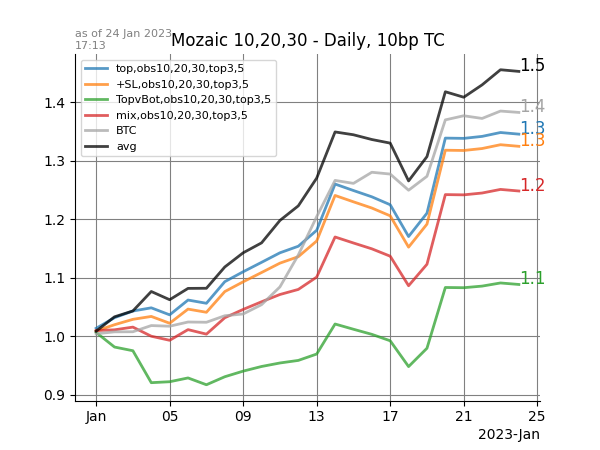 as of 24 Jan 2023
17:13
Mozaic 10,20,30 - Daily, 10bp TC
top,obs10,20,30,top3,5
+SL,obs10,20,30,top3,5
TopvBot,obs10,20,30,top3,5
mix,obs10,20,30,top3,5
BTC
avg
1.5
1.4
1.3
1.3
1.2
1.1
1.4
1.3
1.2
1.1
1.0
0.9
Jan 05 09 13 17 21 25
2023-Jan